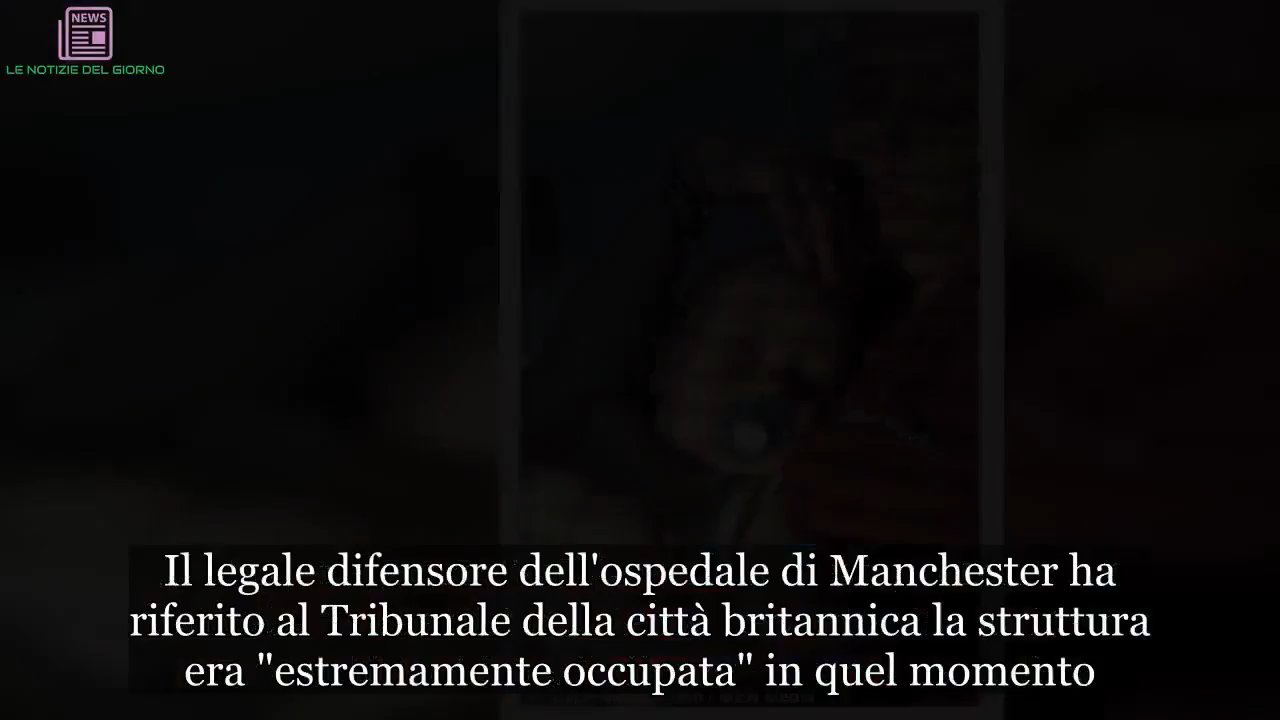 NEWS
LE NOTIZIE DEL GIORNO
Il legale difensore dell'ospedale di Manchester ha
riferito al Tribunale della città britannica la struttura
era "estremamente occupata" in quel momento